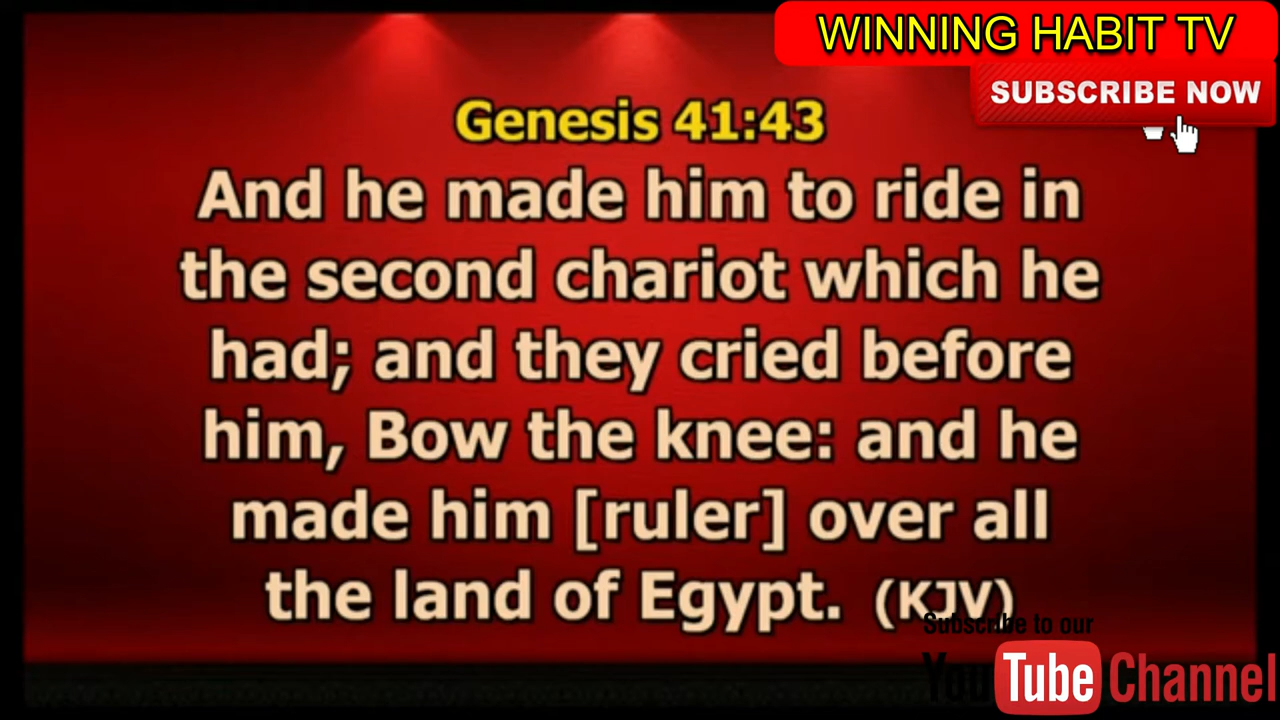 WINNING HABIT TV
SUBSCRIBE NOW
Genesis 41:43
And he made him to ride in
the second chariot which he
had; and they cried before
him, Bow the knee: and he
made him [ruler] over all
the land of Egypt. (KJV)
Subscribe to our
YouTube Channel